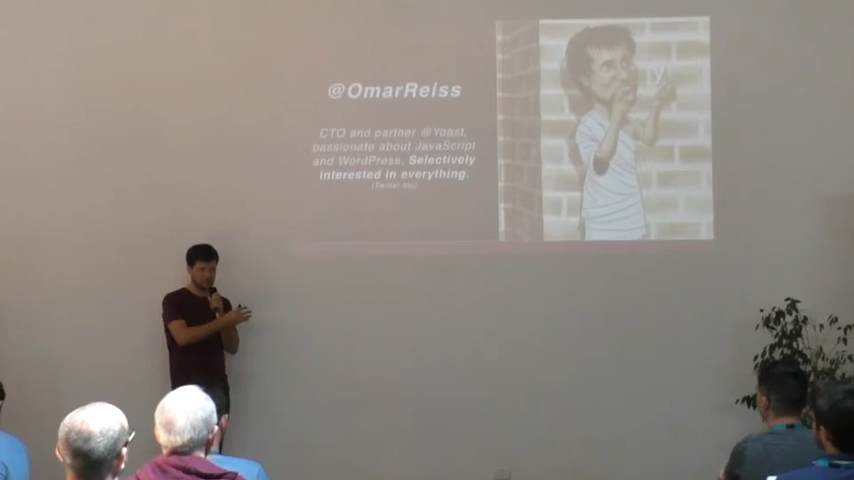 @OmarReiss
CTO and partner @Yoast,
passionate about JavaScript
and WordPress. Selectively
interested in everything.
(Twitter bio)